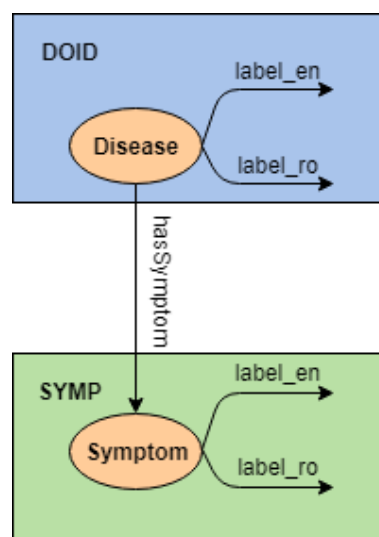 DOID
label_en
Disease
label_ro
hasSymptom
label_en
SYMP
Symptom
label_ro